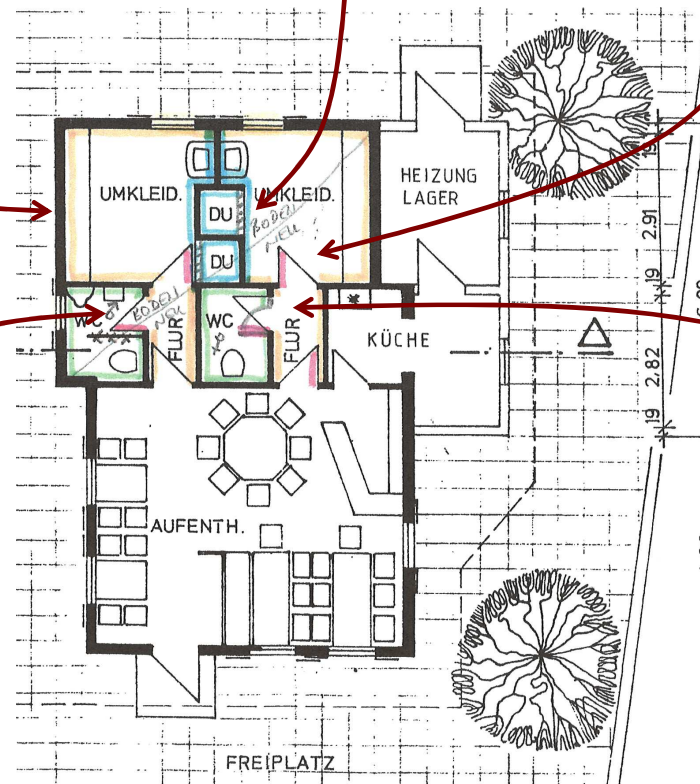 UMKLEID.
UMKLEID.
HEIZUNG
LAGER
DU
BODEN
NEU
DU
2.91
19
BODEN
NEU
WC
FLUR
WC
FLUR
KÜCHE
2.82
19
AUFENTH.
FREIPLATZ